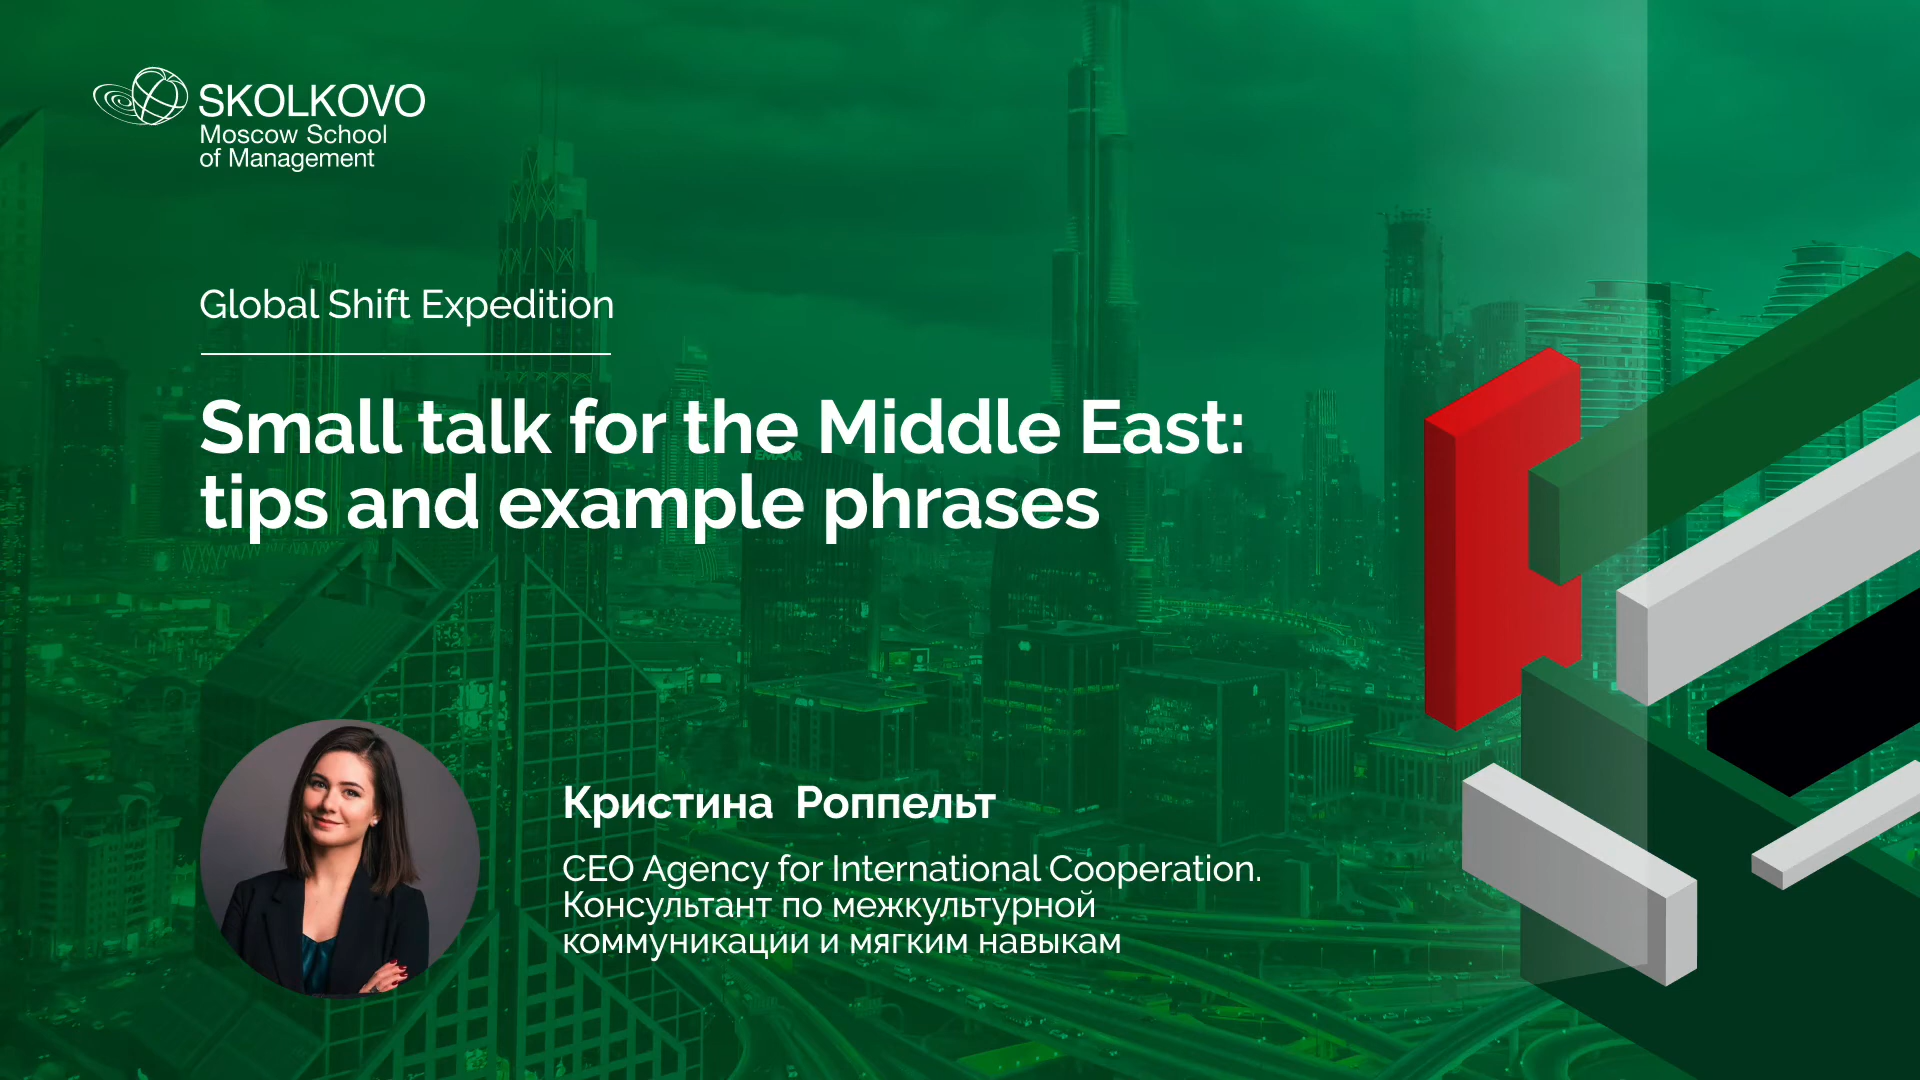 SKOLKOVO
Moscow School
of Management
Global Shift Expedition
Small talk for the Middle East:
tips and example phrases
EMAAR
Кристина Роппельт
CEO Agency for International Cooperation.
Консультант по межкультурной
коммуникации и мягким навыкам